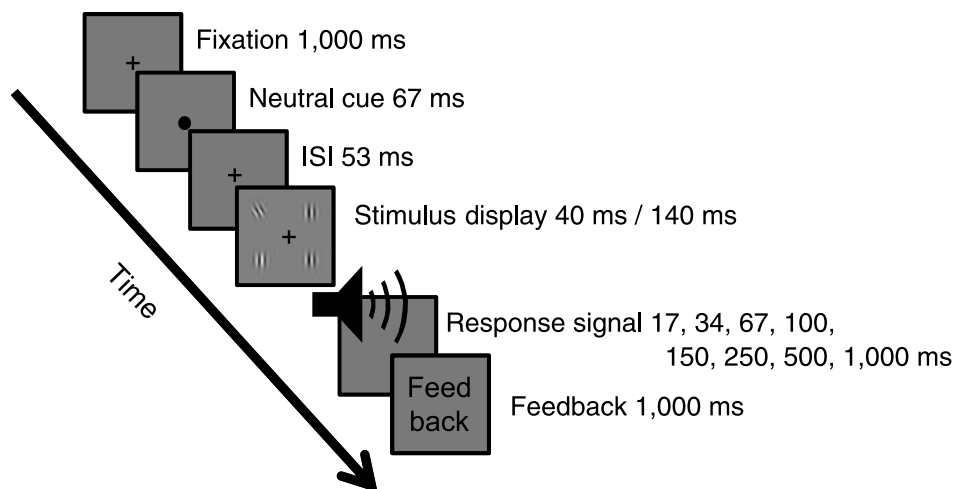 Fixation 1,000 ms
Neutral cue 67 ms
ISI 53 ms
Stimulus display 40 ms / 140 ms
Time
Response signal 17, 34, 67, 100,
150, 250, 500, 1,000 ms
Feed
back
Feedback 1,000 ms